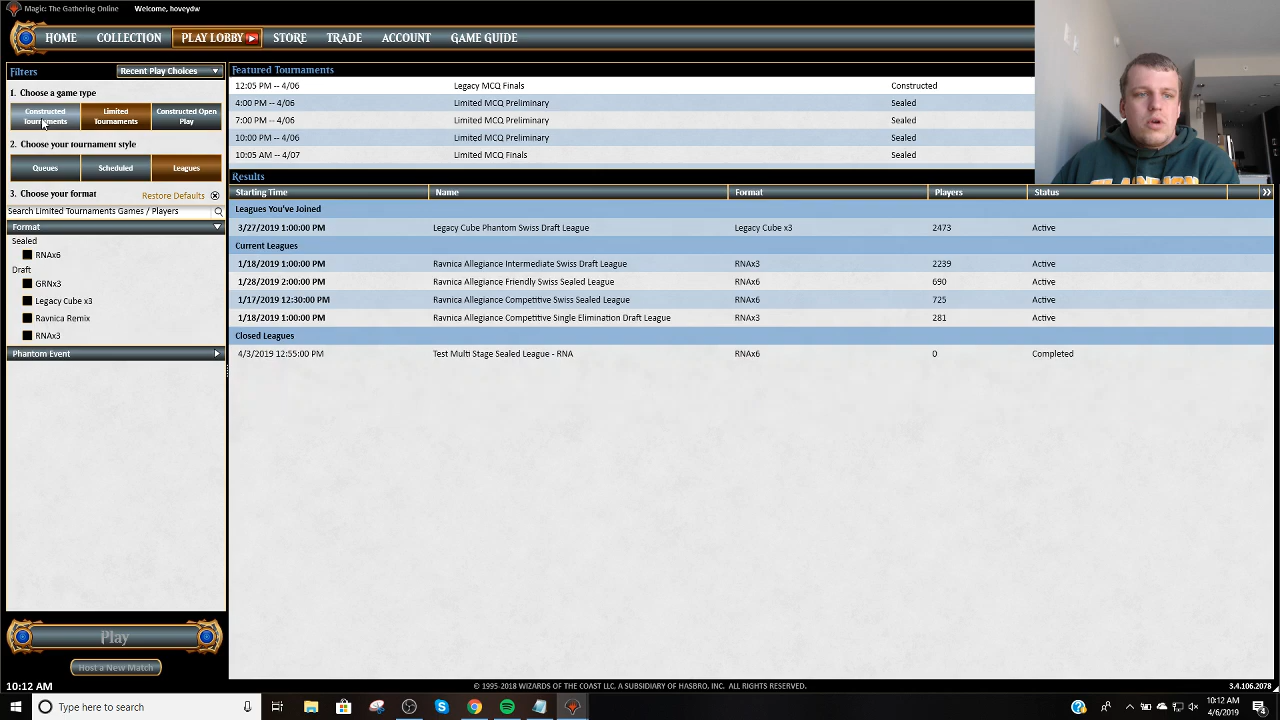 Magic: The Gathering Online Welcome, hoveydw
HOME COLLECTION PLAY LOBBY STORE TRADE ACCOUNT GAME GUIDE
Filters Recent Play Choices
1. Choose a game type
Constructed Tournaments Limited Tournaments Constructed Open Play
2. Choose your tournament style
Queues Scheduled Leagues
3. Choose your format Restore Defaults
Search Limited Tournaments Games / Players
Format
Sealed
RNAx6
Draft
GRNx3
Legacy Cube x3
Ravnica Remix
RNAx3
Phantom Event
Play
Host a New Match
10:12 AM
Featured Tournaments
12:05 PM -- 4/06 Legacy MCQ Finals Constructed
4:00 PM -- 4/06 Limited MCQ Preliminary Sealed
7:00 PM -- 4/06 Limited MCQ Preliminary Sealed
10:00 PM -- 4/06 Limited MCQ Preliminary Sealed
10:05 AM -- 4/07 Limited MCQ Finals Sealed
Results
Starting Time Name Format Players Status
Leagues You've Joined
3/27/2019 1:00:00 PM Legacy Cube Phantom Swiss Draft League Legacy Cube x3 2473 Active
Current Leagues
1/18/2019 1:00:00 PM Ravnica Allegiance Intermediate Swiss Draft League RNAx3 2239 Active
1/28/2019 2:00:00 PM Ravnica Allegiance Friendly Swiss Sealed League RNAx6 690 Active
1/17/2019 12:30:00 PM Ravnica Allegiance Competitive Swiss Sealed League RNAx6 725 Active
1/18/2019 1:00:00 PM Ravnica Allegiance Competitive Single Elimination Draft League RNAx3 281 Active
Closed Leagues
4/3/2019 12:55:00 PM Test Multi Stage Sealed League - RNA RNAx6 0 Completed
© 1995-2018 WIZARDS OF THE COAST LLC, A SUBSIDIARY OF HASBRO, INC. ALL RIGHTS RESERVED.
3.4.106.2078
Type here to search
10:12 AM
4/6/2019